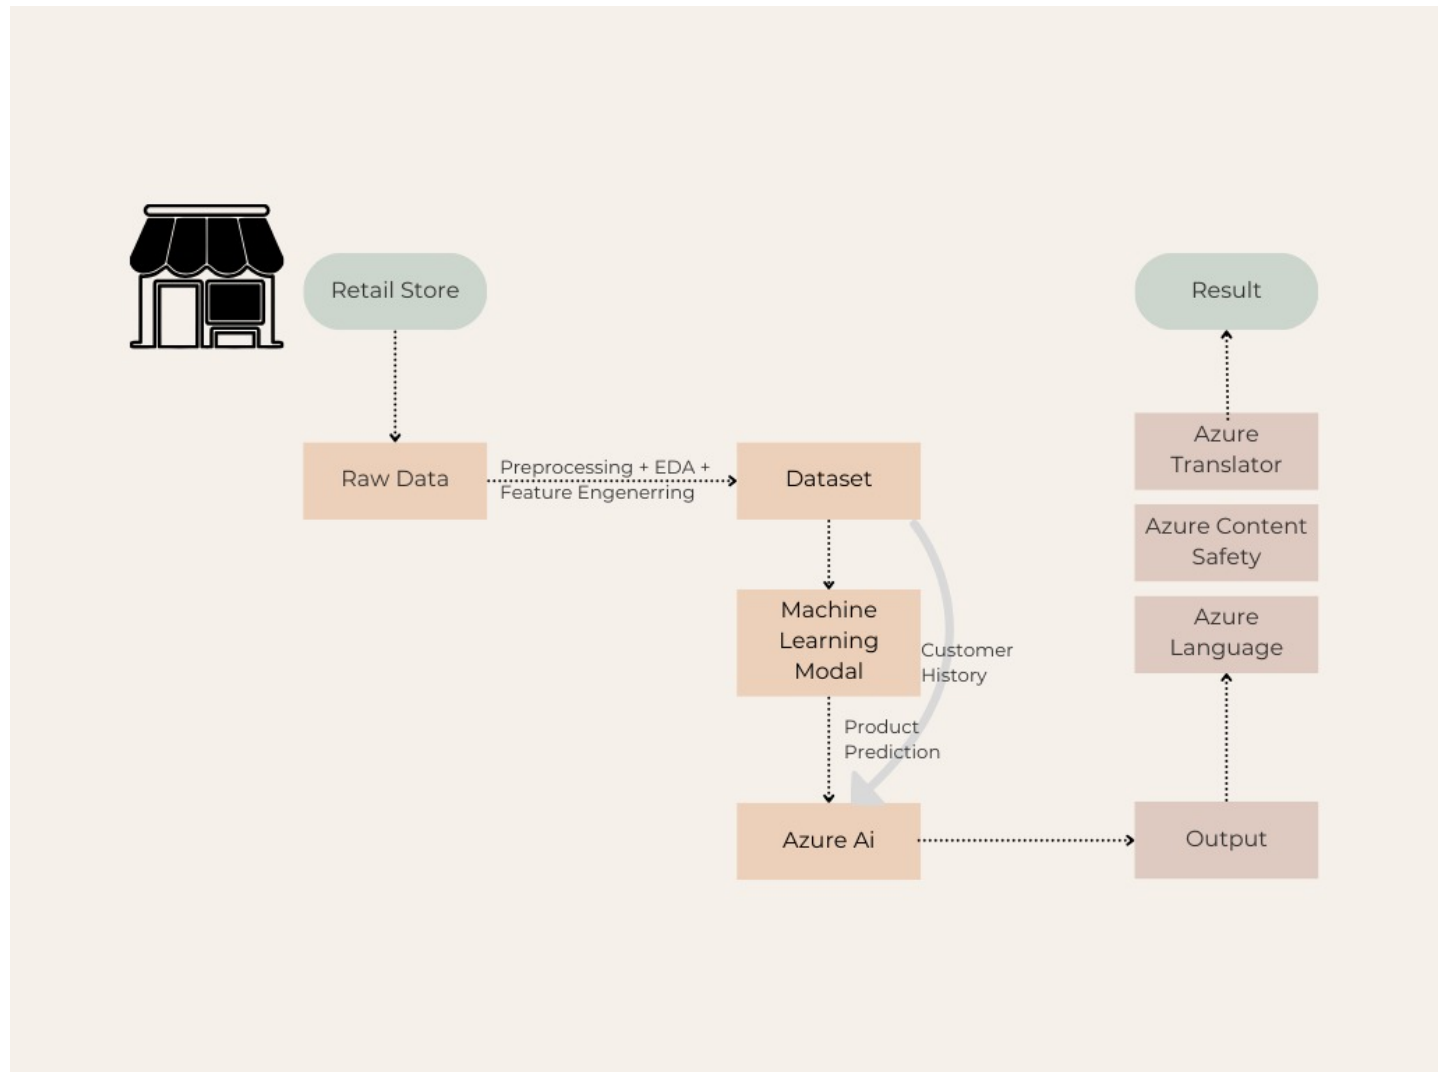 Retail Store
Result
Raw Data
Preprocessing + EDA +
Feature Engenerring
Dataset
Machine
Learning
Modal
Customer
History
Product
Prediction
Azure Ai
Output
Azure
Language
Azure Content
Safety
Azure
Translator